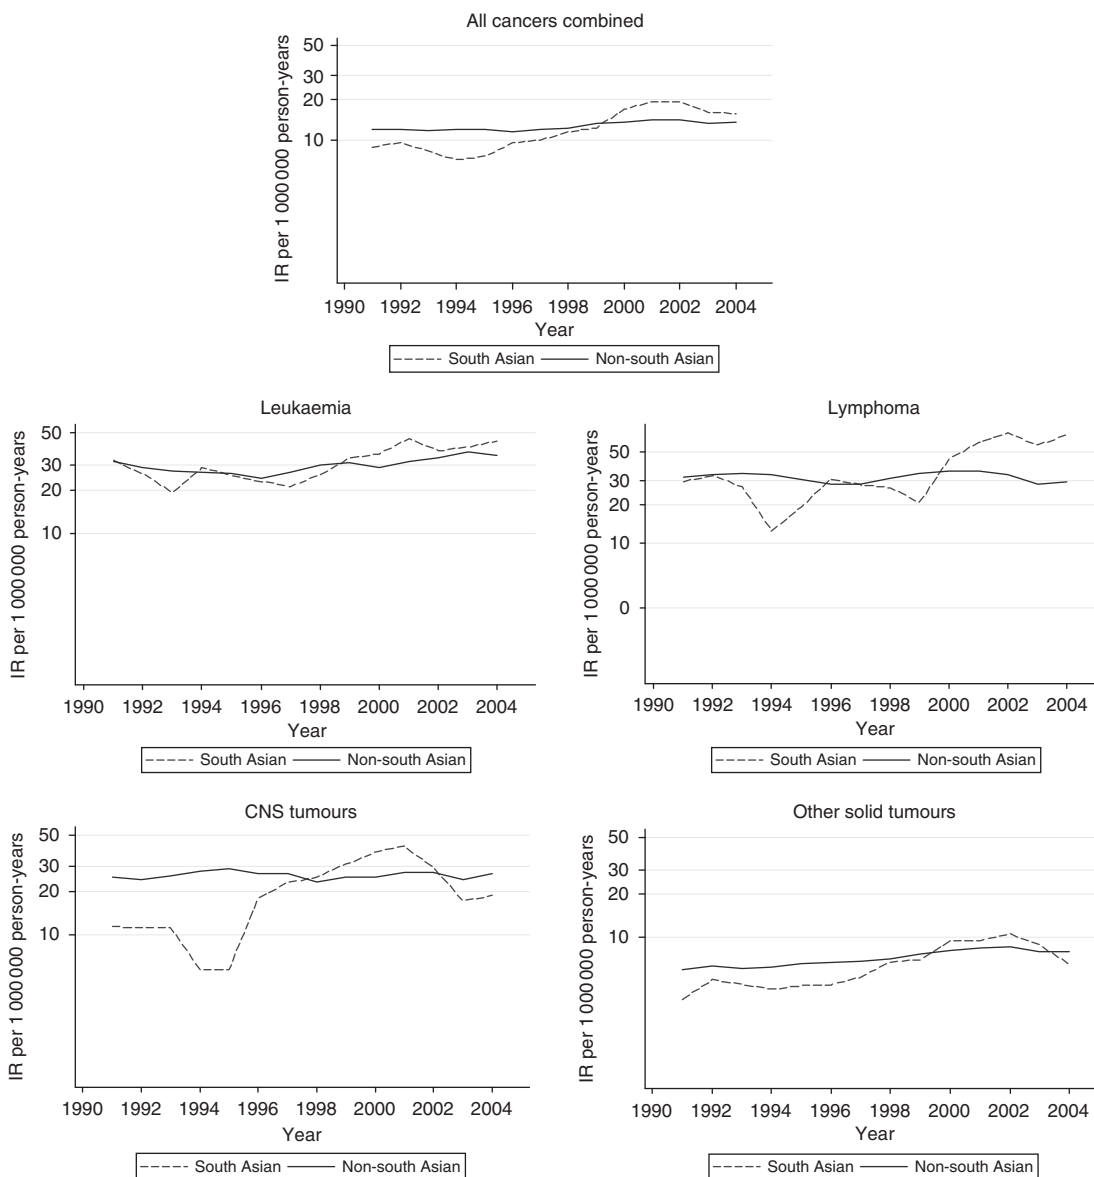 All cancers combined
IR per 1 000 000 person-years
50
30
20
10
1990 1992 1994 1996 1998 2000 2002 2004
Year
South Asian Non-south Asian
Leukaemia
IR per 1 000 000 person-years
50
30
20
10
1990 1992 1994 1996 1998 2000 2002 2004
Year
South Asian Non-south Asian
Lymphoma
IR per 1 000 000 person-years
50
30
20
10
0
1990 1992 1994 1996 1998 2000 2002 2004
Year
South Asian Non-south Asian
CNS tumours
IR per 1 000 000 person-years
50
30
20
10
1990 1992 1994 1996 1998 2000 2002 2004
Year
South Asian Non-south Asian
Other solid tumours
IR per 1 000 000 person-years
50
30
20
10
1990 1992 1994 1996 1998 2000 2002 2004
Year
South Asian Non-south Asian